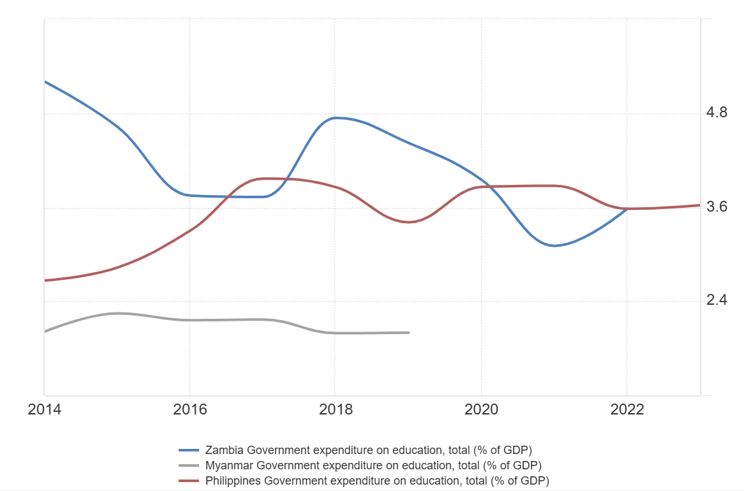 4.8
3.6
2.4
2014 2016 2018 2020 2022
Zambia Government expenditure on education, total (% of GDP)
Myanmar Government expenditure on education, total (% of GDP)
Philippines Government expenditure on education, total (% of GDP)